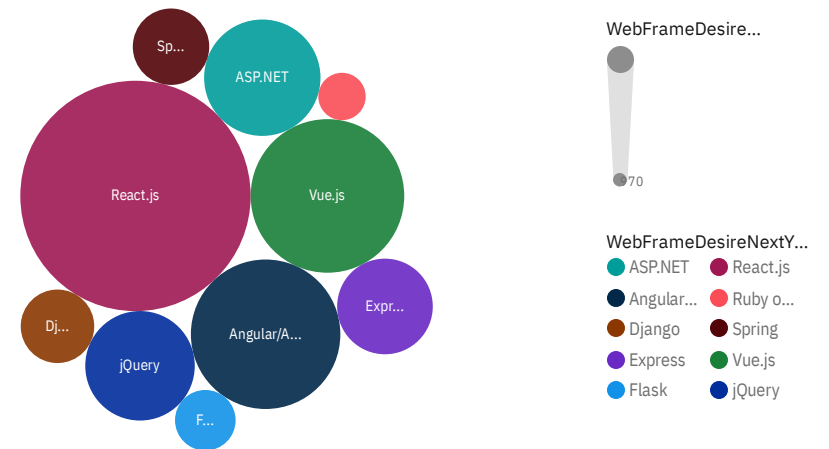 Sp...
ASP.NET
React.js
Vue.js
Expr...
Dj...
Angular/A...
jQuery
F...
WebFrameDesire...
970
WebFrameDesireNextY...
ASP.NET
React.js
Angular...
Ruby o...
Django
Spring
Express
Vue.js
Flask
jQuery